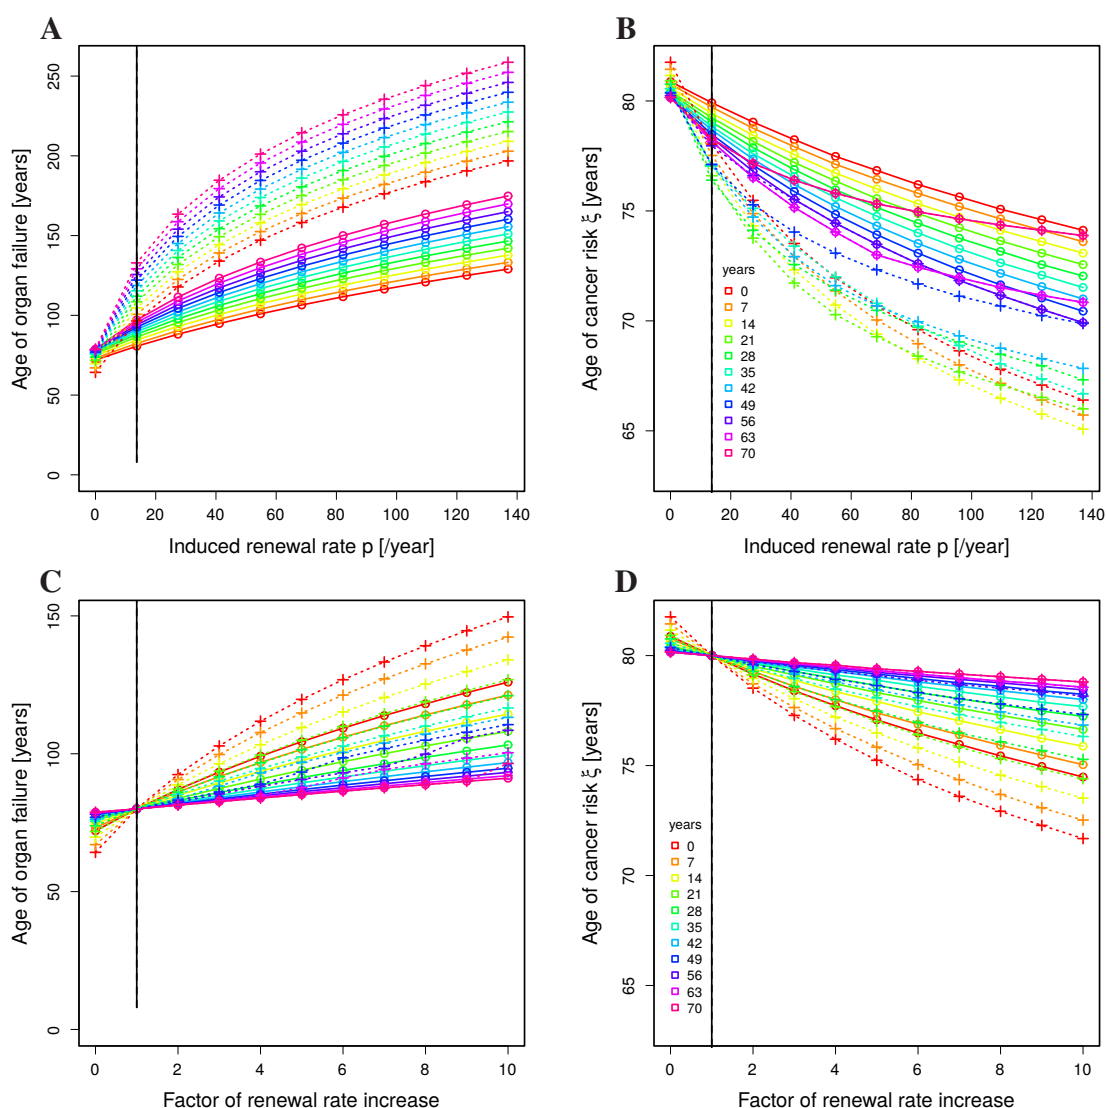 A
B
250
200
150
100
50
0
Age of organ failure [years]
0 20 40 60 80 100 120 140
Induced renewal rate p [/year]
80
75
70
65
Age of cancer risk ξ [years]
years
0
7
14
21
28
35
42
49
56
63
70
0 20 40 60 80 100 120 140
Induced renewal rate p [/year]
C
D
150
100
50
0
Age of organ failure [years]
0 2 4 6 8 10
Factor of renewal rate increase
80
75
70
65
Age of cancer risk ξ [years]
years
0
7
14
21
28
35
42
49
56
63
70
0 2 4 6 8 10
Factor of renewal rate increase